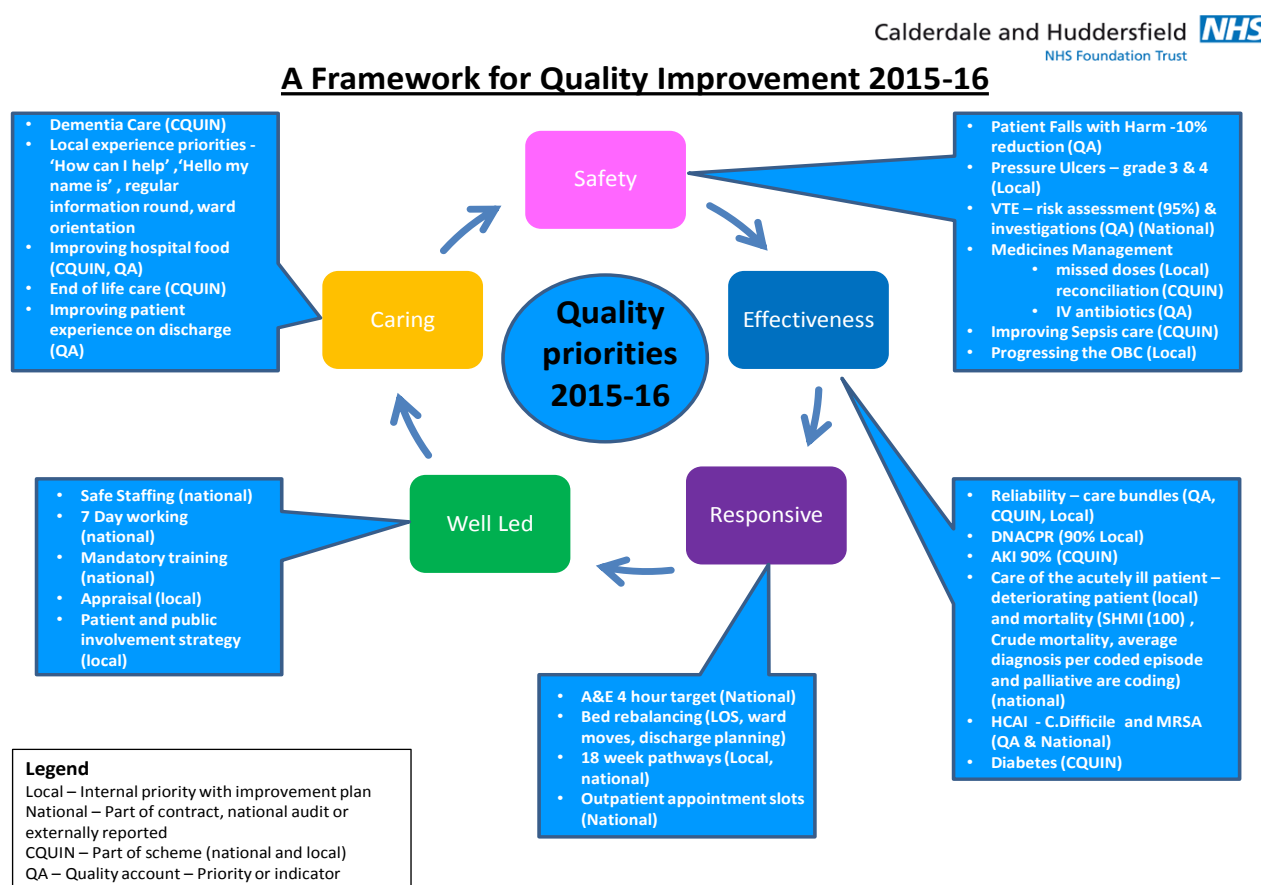 Calderdale and Huddersfield NHS
NHS Foundation Trust
A Framework for Quality Improvement 2015-16
• Dementia Care (CQUIN)
• Local experience priorities -
‘How can I help’ ,‘Hello my
name is’ , regular
information round, ward
orientation
• Improving hospital food
(CQUIN, QA)
• End of life care (CQUIN)
• Improving patient
experience on discharge
(QA)
Safety
• Patient Falls with Harm -10%
reduction (QA)
• Pressure Ulcers – grade 3 & 4
(Local)
• VTE – risk assessment (95%) &
investigations (QA) (National)
• Medicines Management
• missed doses (Local)
reconciliation (CQUIN)
• IV antibiotics (QA)
• Improving Sepsis care (CQUIN)
• Progressing the OBC (Local)
Caring
Quality
priorities
2015-16
Effectiveness
• Safe Staffing (national)
• 7 Day working
(national)
• Mandatory training
(national)
• Appraisal (local)
• Patient and public
involvement strategy
(local)
Well Led
Responsive
• Reliability – care bundles (QA,
CQUIN, Local)
• DNACPR (90% Local)
• AKI 90% (CQUIN)
• Care of the acutely ill patient –
deteriorating patient (local)
and mortality (SHMI (100) ,
Crude mortality, average
diagnosis per coded episode
and palliative are coding)
(national)
• HCAI - C.Difficile and MRSA
(QA & National)
• Diabetes (CQUIN)
• A&E 4 hour target (National)
• Bed rebalancing (LOS, ward
moves, discharge planning)
• 18 week pathways (Local,
national)
• Outpatient appointment slots
(National)
Legend
Local – Internal priority with improvement plan
National – Part of contract, national audit or
externally reported
CQUIN – Part of scheme (national and local)
QA – Quality account – Priority or indicator